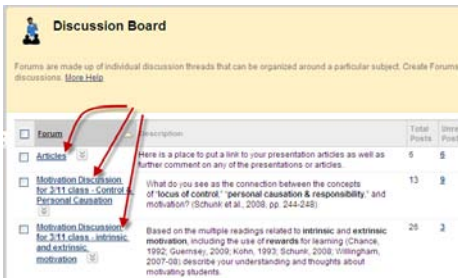 Discussion Board
Forums are made up of individual discussion threads that can be organized around a particular subject. Create Forums
discussions. More Help
Forum
Description
Total
Posts
Unre
Post
Articles
Here is a place to put a link to your presentation articles as well as
further comment on any of the presentations or articles.
6
6
Motivation Discussion
for 3/11 class - Control &
Personal Causation
What do you see as the connection between the concepts
of "locus of control," "personal causation & responsibility," and
motivation? (Schunk et al., 2008, pp. 244-248)
13
9
Motivation Discussion
for 3/11 class - intrinsic
and extrinsic
motivation
Based on the multiple readings related to intrinsic and extrinsic
motivation, including the use of rewards for learning (Chance,
1992; Guernsey, 2009; Kohn, 1993; Schunk, 2008; Willingham,
2007-08) describe your understanding and thoughts about
motivating students.
26
3